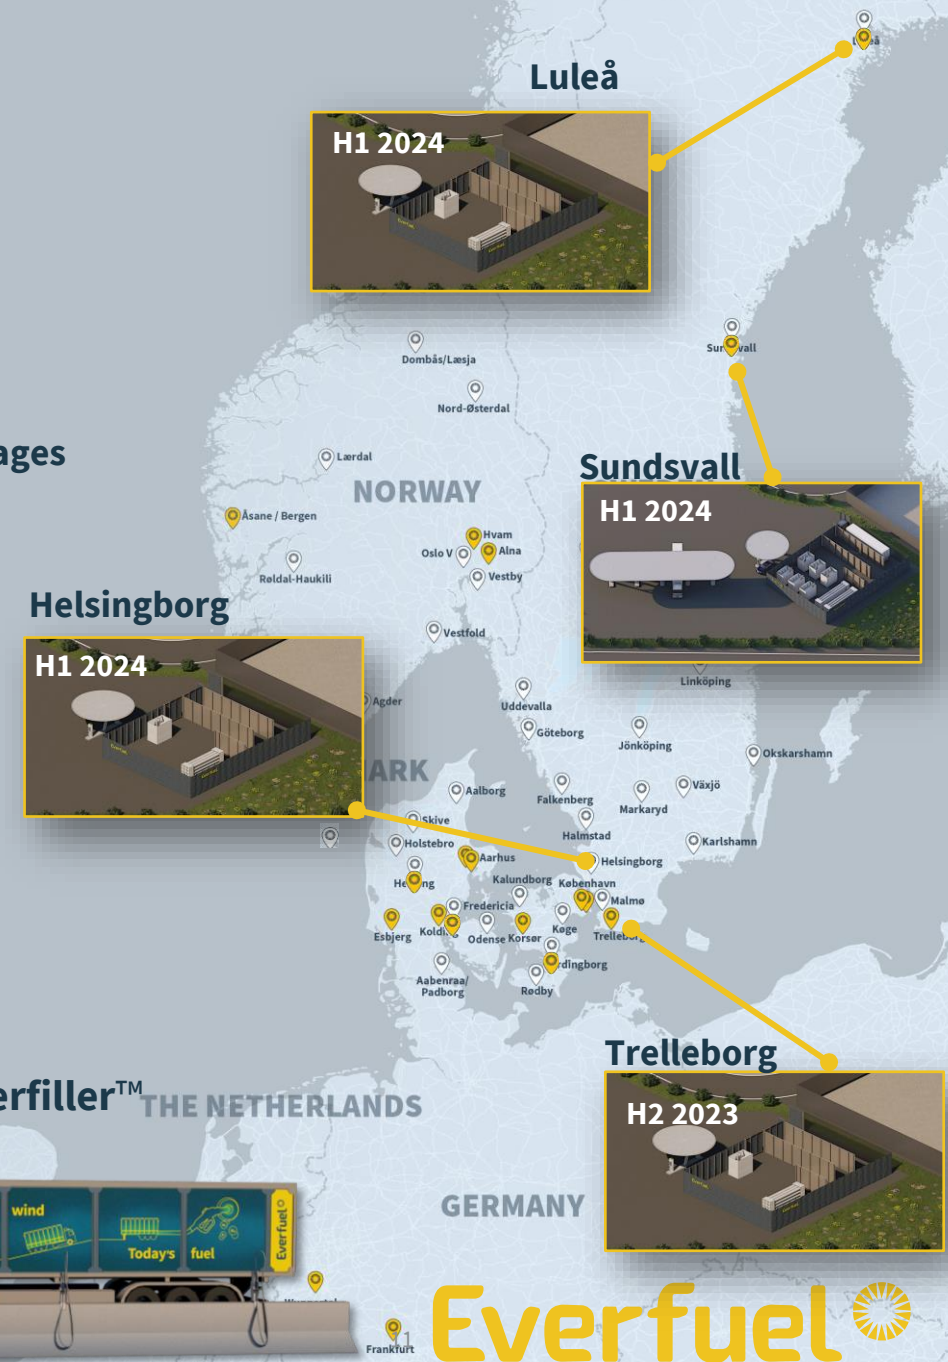 Luleå
H1 2024
Dombås/Læsja
Nord-Østerdal
ages
Lærdal
Sundsvall
NORWAY
H1 2024
Åsane / Bergen
Hvam
Oslo V
Alna
Røldal-Haukili
Vestby
Helsingborg
Vestfold
H1 2024
Linköping
Agder
Uddevalla
Göteborg
Jönköping
Okskarshamn
ARK
Aalborg
Falkenberg
Växjö
Markaryd
Skive
Halmstad
Holstebro
Karlshamn
Aarhus
Helsingborg
Kalundborg
København
Fredericia
Malmø
Esbjerg
Odense
Korsør
Køge
Trelleborg
rdingborg
Aabenraa/
Padborg
Rødby
Trelleborg
erfiller™
THE NETHERLANDS
H2 2023
GERMANY
wind
Today's fuel
Everfuel
Frankfurt
11
Everfuel